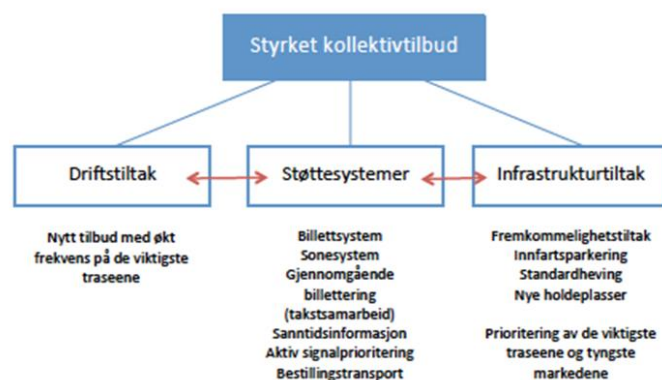 Styrket kollektivtilbud
Driftstiltak
Støttesystemer
Infrastrukturtiltak
Nytt tilbud med økt
frekvens på de viktigste
traseene
Billettsystem
Sonesystem
Gjennomgående
billettering
(takstsamarbeid)
Sanntidsinformasjon
Aktiv signalprioritering
Bestillingstransport
Fremkommelighetstiltak
Innfartsparkering
Standardheving
Nye holdeplasser
Prioritering av de viktigste
traseene og tyngste
markedene